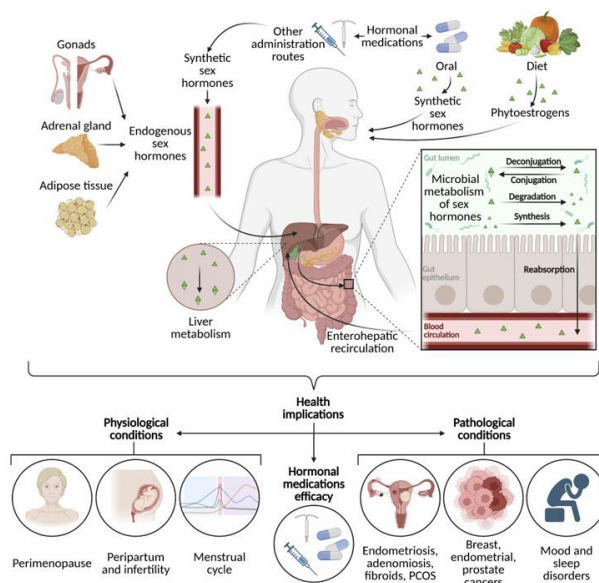 Gonads
Adrenal gland
Adipose tissue
Endogenous
sex
hormones
Synthetic
sex
hormones
Other
administration
routes
Hormonal
medications
Oral
Synthetic
sex
hormones
Diet
Phytoestrogens
Gut lumen
Microbial
metabolism
of sex
hormones
Deconjugation
Conjugation
Degradation
Synthesis
Gut
epithelium
Reabsorption
Blood
circulation
Liver
metabolism
Enterohepatic
recirculation
Health
implications
Physiological
conditions
Pathological
conditions
Hormonal
medications
efficacy
Perimenopause
Peripartum
and infertility
Menstrual
cycle
Endometriosis,
adenomiosis,
fibroids, PCOS
Breast,
endometrial,
prostate
cancers
Mood and
sleep
disorders